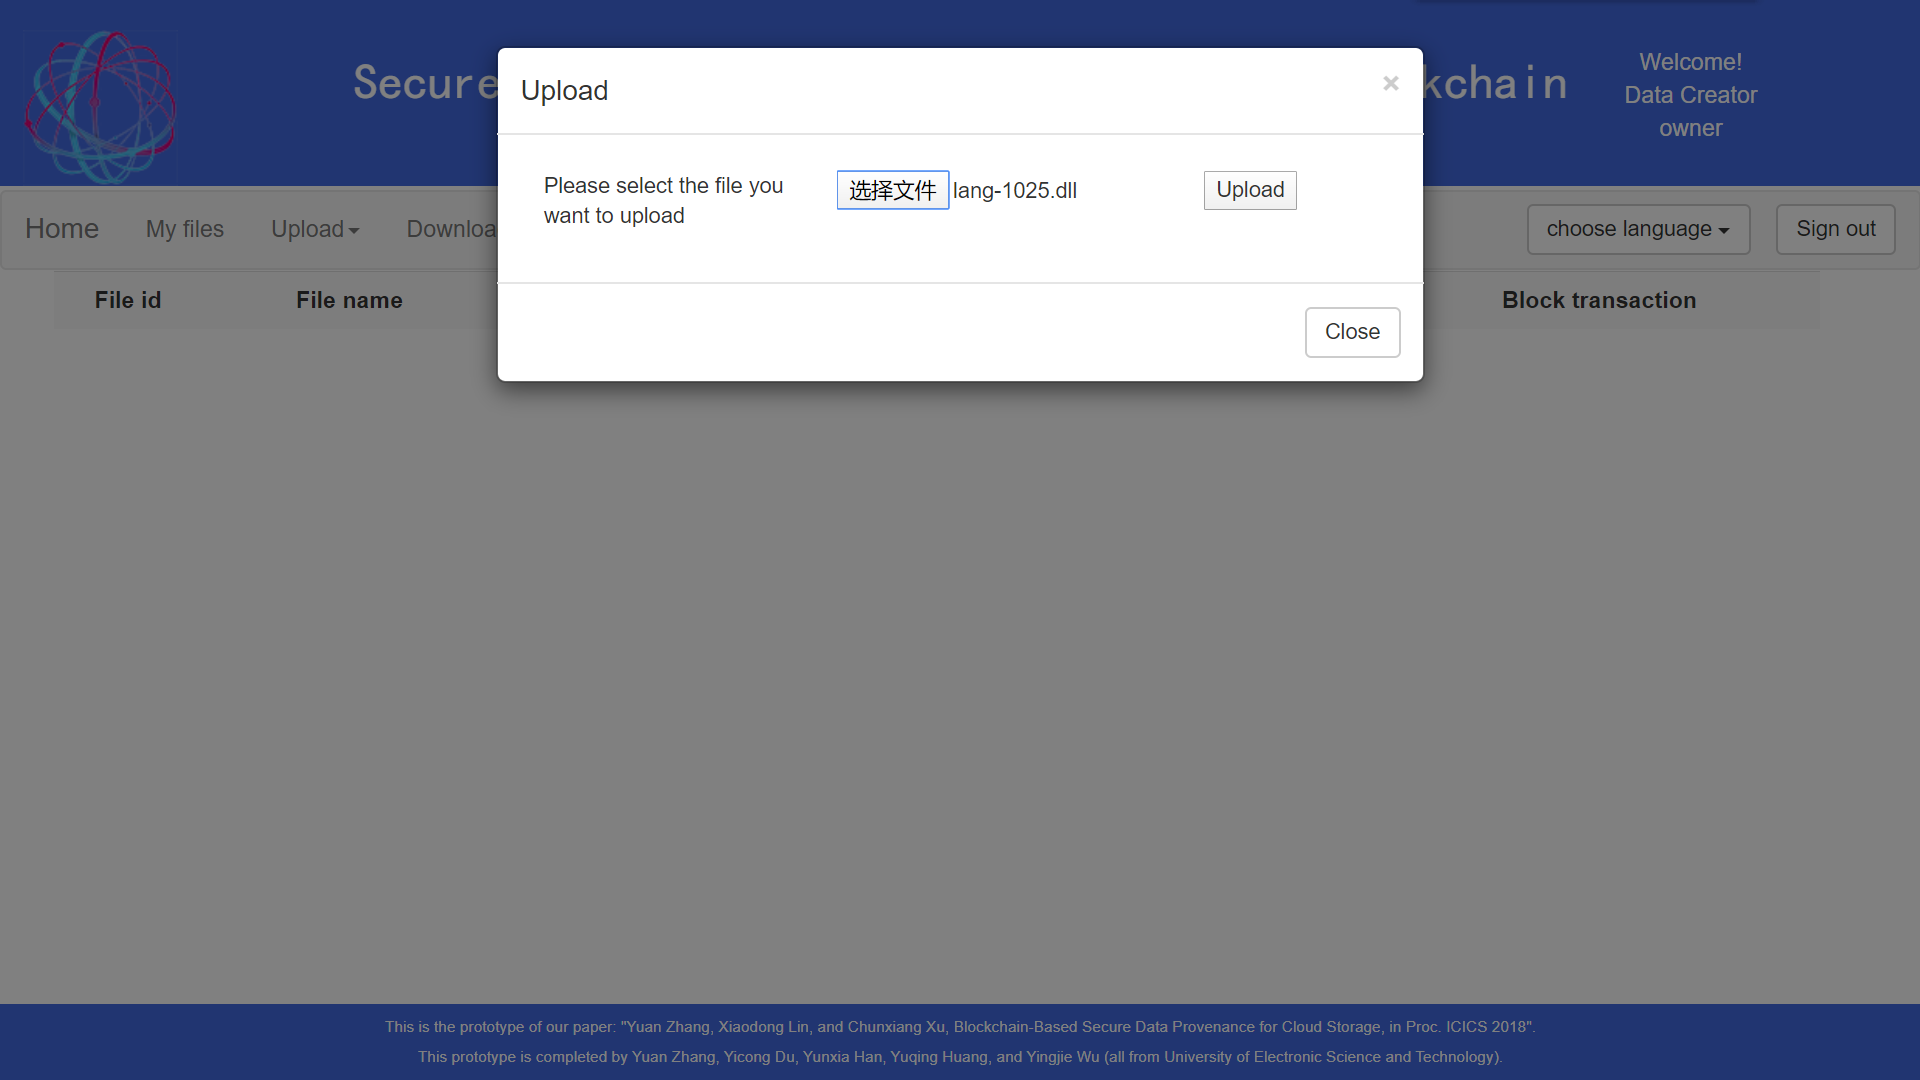 Secure
kchain
Welcome!
Data Creator
owner
Upload
×
Please select the file you
want to upload
选择文件 lang-1025.dll
Upload
Close
Home
My files
Upload
Downloa
choose language
Sign out
File id
File name
Block transaction
This is the prototype of our paper: "Yuan Zhang, Xiaodong Lin, and Chunxiang Xu, Blockchain-Based Secure Data Provenance for Cloud Storage, in Proc. ICICS 2018".
This prototype is completed by Yuan Zhang, Yicong Du, Yunxia Han, Yuqing Huang, and Yingjie Wu (all from University of Electronic Science and Technology).